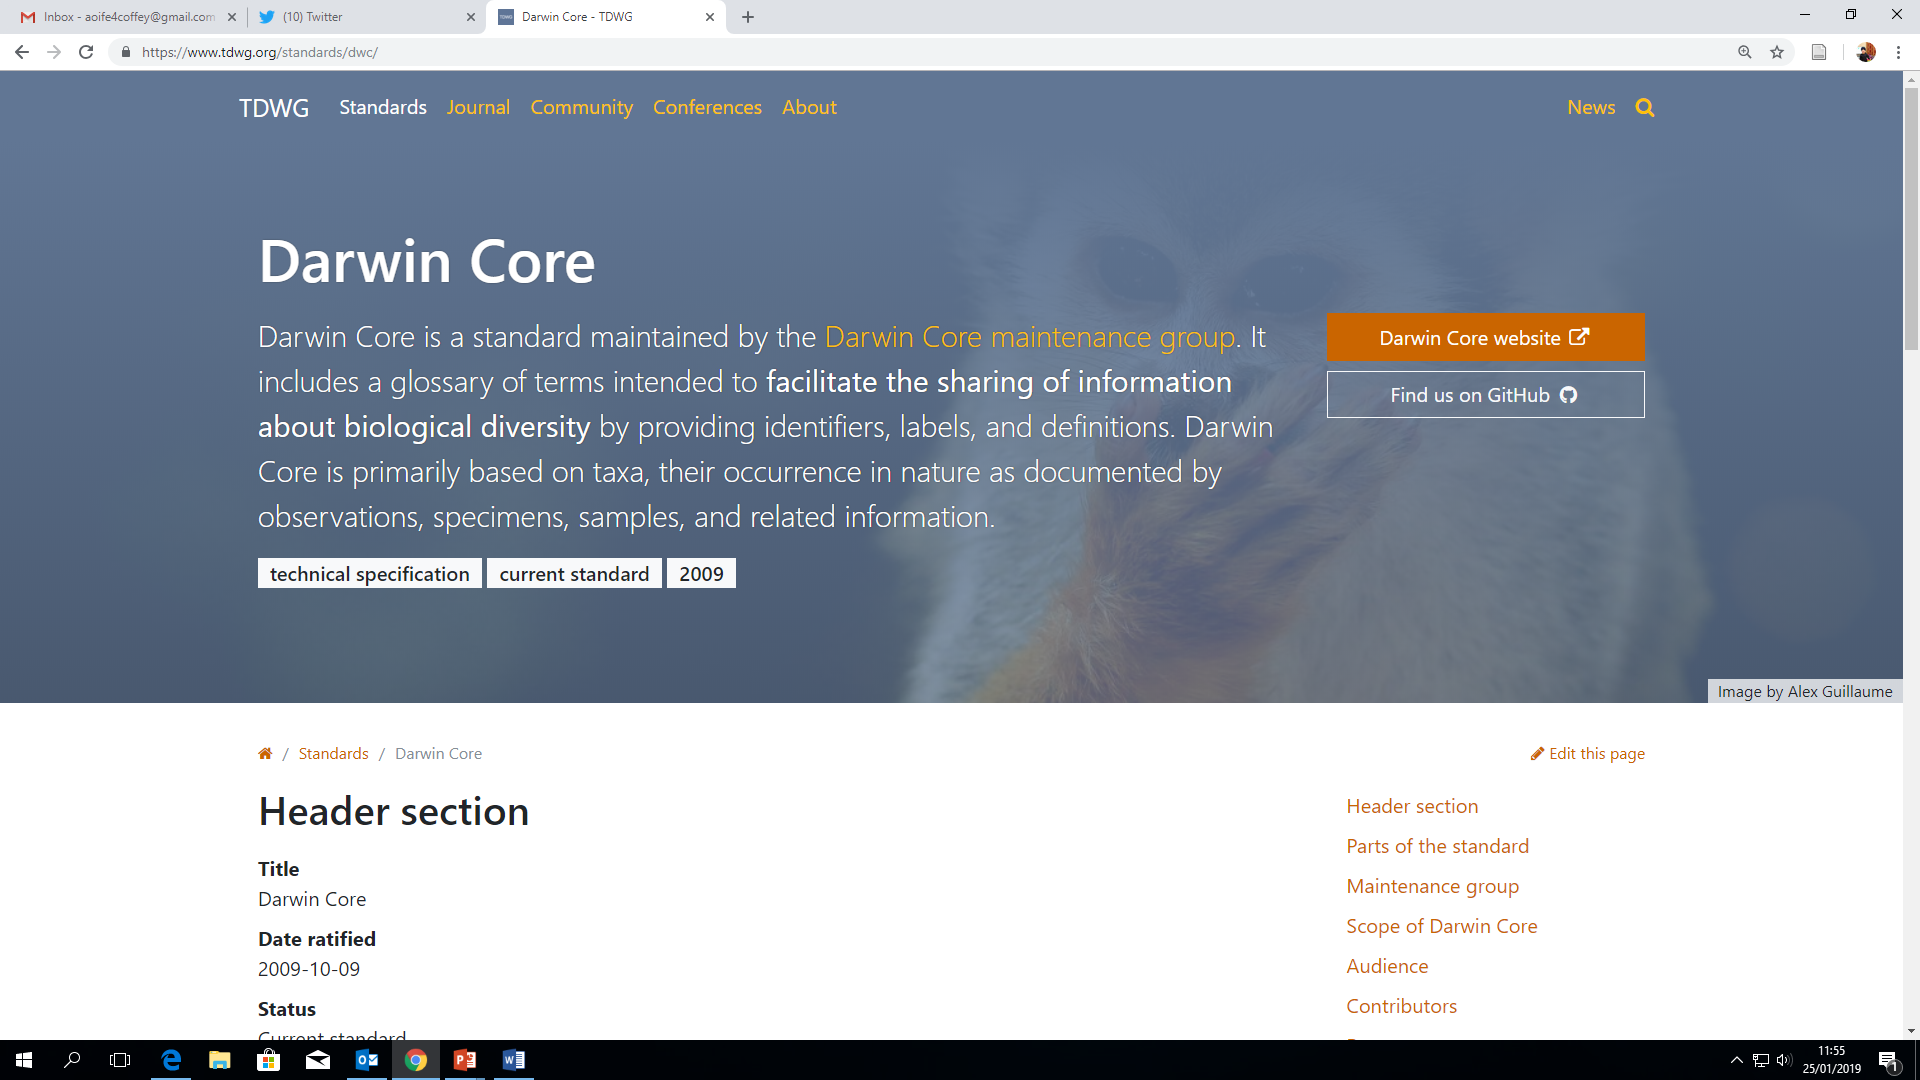 Inbox - aoife4coffey@gmail.com
(10) Twitter
Darwin Core - TDWG
https://www.tdwg.org/standards/dwc/
TDWG Standards Journal Community Conferences About News
Darwin Core
Darwin Core is a standard maintained by the Darwin Core maintenance group. It
includes a glossary of terms intended to facilitate the sharing of information
about biological diversity by providing identifiers, labels, and definitions. Darwin
Core is primarily based on taxa, their occurrence in nature as documented by
observations, specimens, samples, and related information.
technical specification current standard 2009
Darwin Core website
Find us on GitHub
Image by Alex Guillaume
/ Standards / Darwin Core
Edit this page
Header section
Title
Darwin Core
Date ratified
2009-10-09
Status
Current standard
Header section
Parts of the standard
Maintenance group
Scope of Darwin Core
Audience
Contributors
11:55
25/01/2019
1